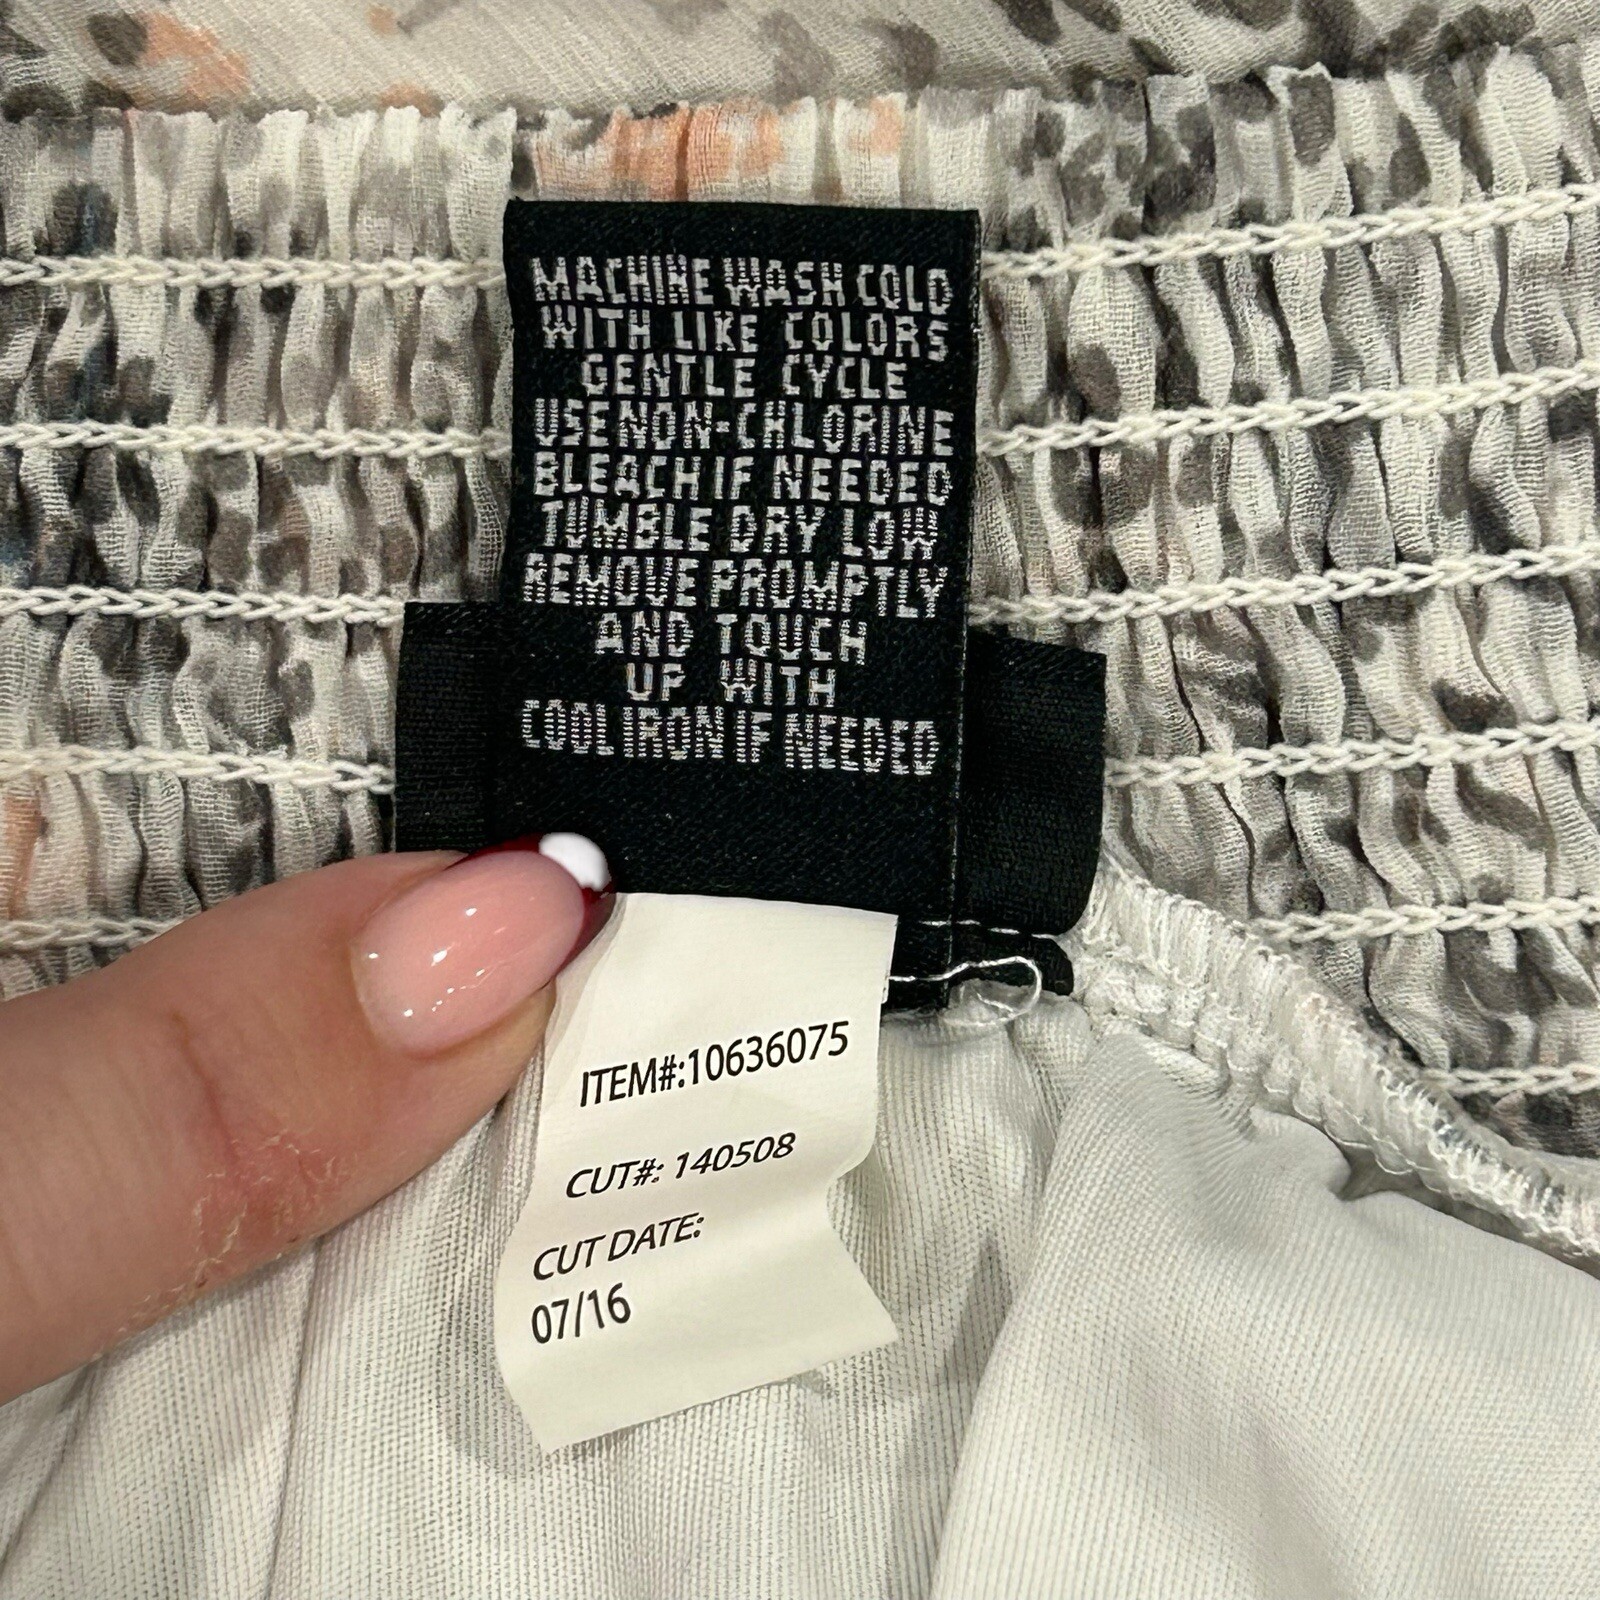 MACHINE WASH COLD
WITH LIKE COLORS
GENTLE CYCLE
USE NON-CHLORINE
BLEACH IF NEEDED
TUMBLE DRY LOW
REMOVE PROMPTLY
AND TOUCH
UP WITH
COOL IRON IF NEEDED
ITEM#:10636075
CUT#: 140508
CUT DATE:
07/16